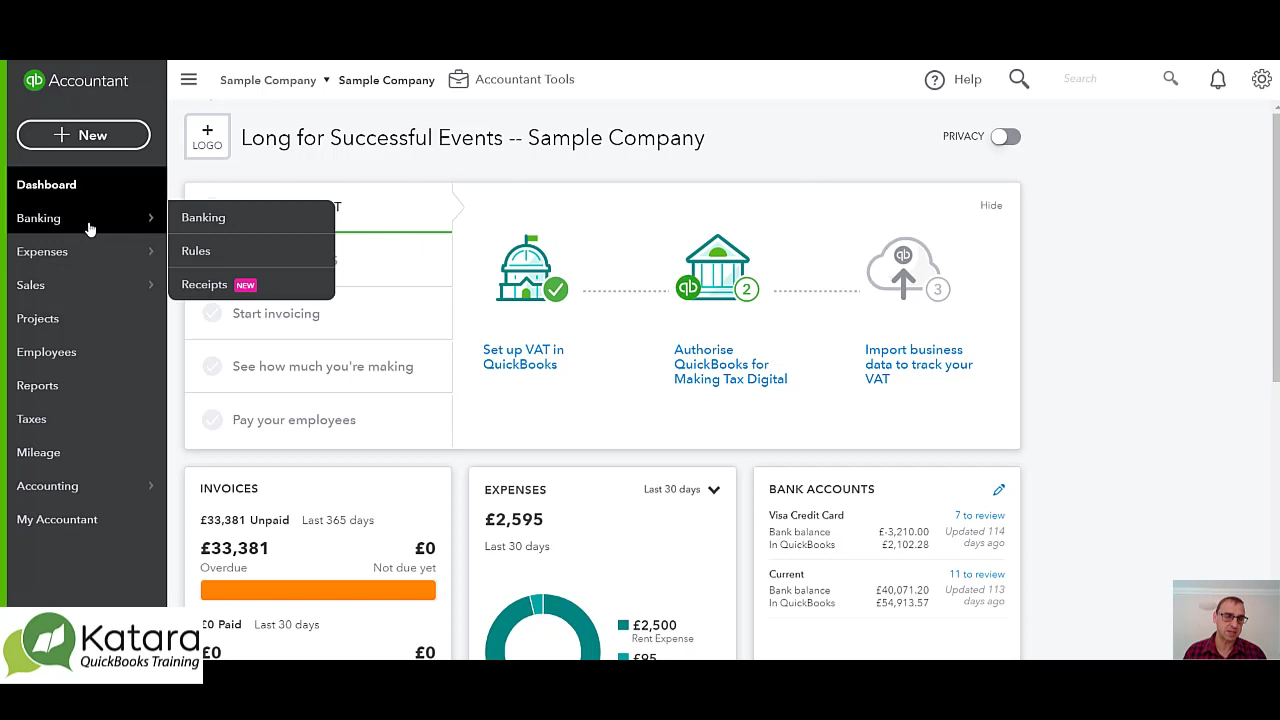 qb Accountant
Sample Company
Sample Company
Accountant Tools
Help
Search
+ New
+
LOGO
Long for Successful Events -- Sample Company
PRIVACY
Dashboard
Banking
Expenses
Sales
Projects
Employees
Reports
Taxes
Mileage
Accounting
My Accountant
Banking
Rules
Receipts NEW
T
S
Start invoicing
See how much you're making
Pay your employees
Hide
qb
2
qb
3
Set up VAT in
QuickBooks
Authorise
QuickBooks for
Making Tax Digital
Import business
data to track your
VAT
INVOICES
£33,381 Unpaid Last 365 days
£33,381 £0
Overdue Not due yet
£0 Paid Last 30 days
£0 £0
EXPENSES
Last 30 days
£2,595
Last 30 days
£2,500
Rent Expense
£95
BANK ACCOUNTS
Visa Credit Card 7 to review
Bank balance £-3,210.00 Updated 114
In QuickBooks £2,102.28 days ago
Current 11 to review
Bank balance £40,071.20 Updated 113
In QuickBooks £54,913.57 days ago
Katara
QuickBooks Training